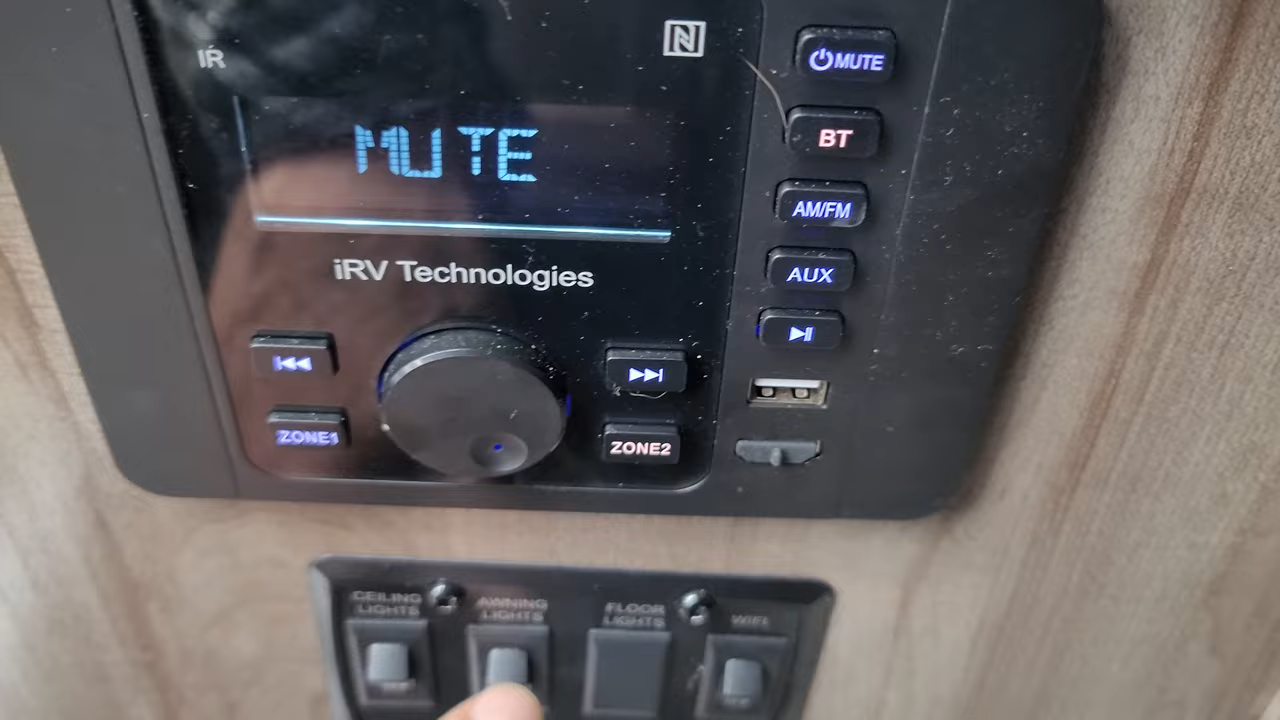 IR
MUTE
MUTE
BT
AM/FM
AUX
iRV Technologies
ZONE1
ZONE2
CEILING
LIGHTS
AWNING
LIGHTS
FLOOR
LIGHTS
WIFI